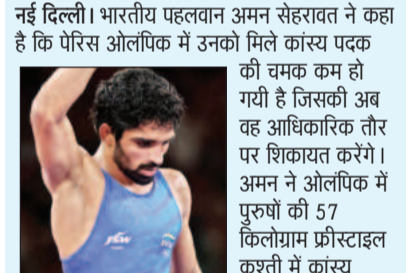 नई दिल्ली। भारतीय पहलवान अमन सेहरावत ने कहा
है कि पेरिस ओलंपिक में उनको मिले कांस्य पदक
की चमक कम हो
गयी है जिसकी अब
वह आधिकारिक तौर
पर शिकायत करेंगे।
अमन ने ओलंपिक में
पुरुषों की 57
किलोग्राम फ्रीस्टाइल
कुश्ती में कांस्य